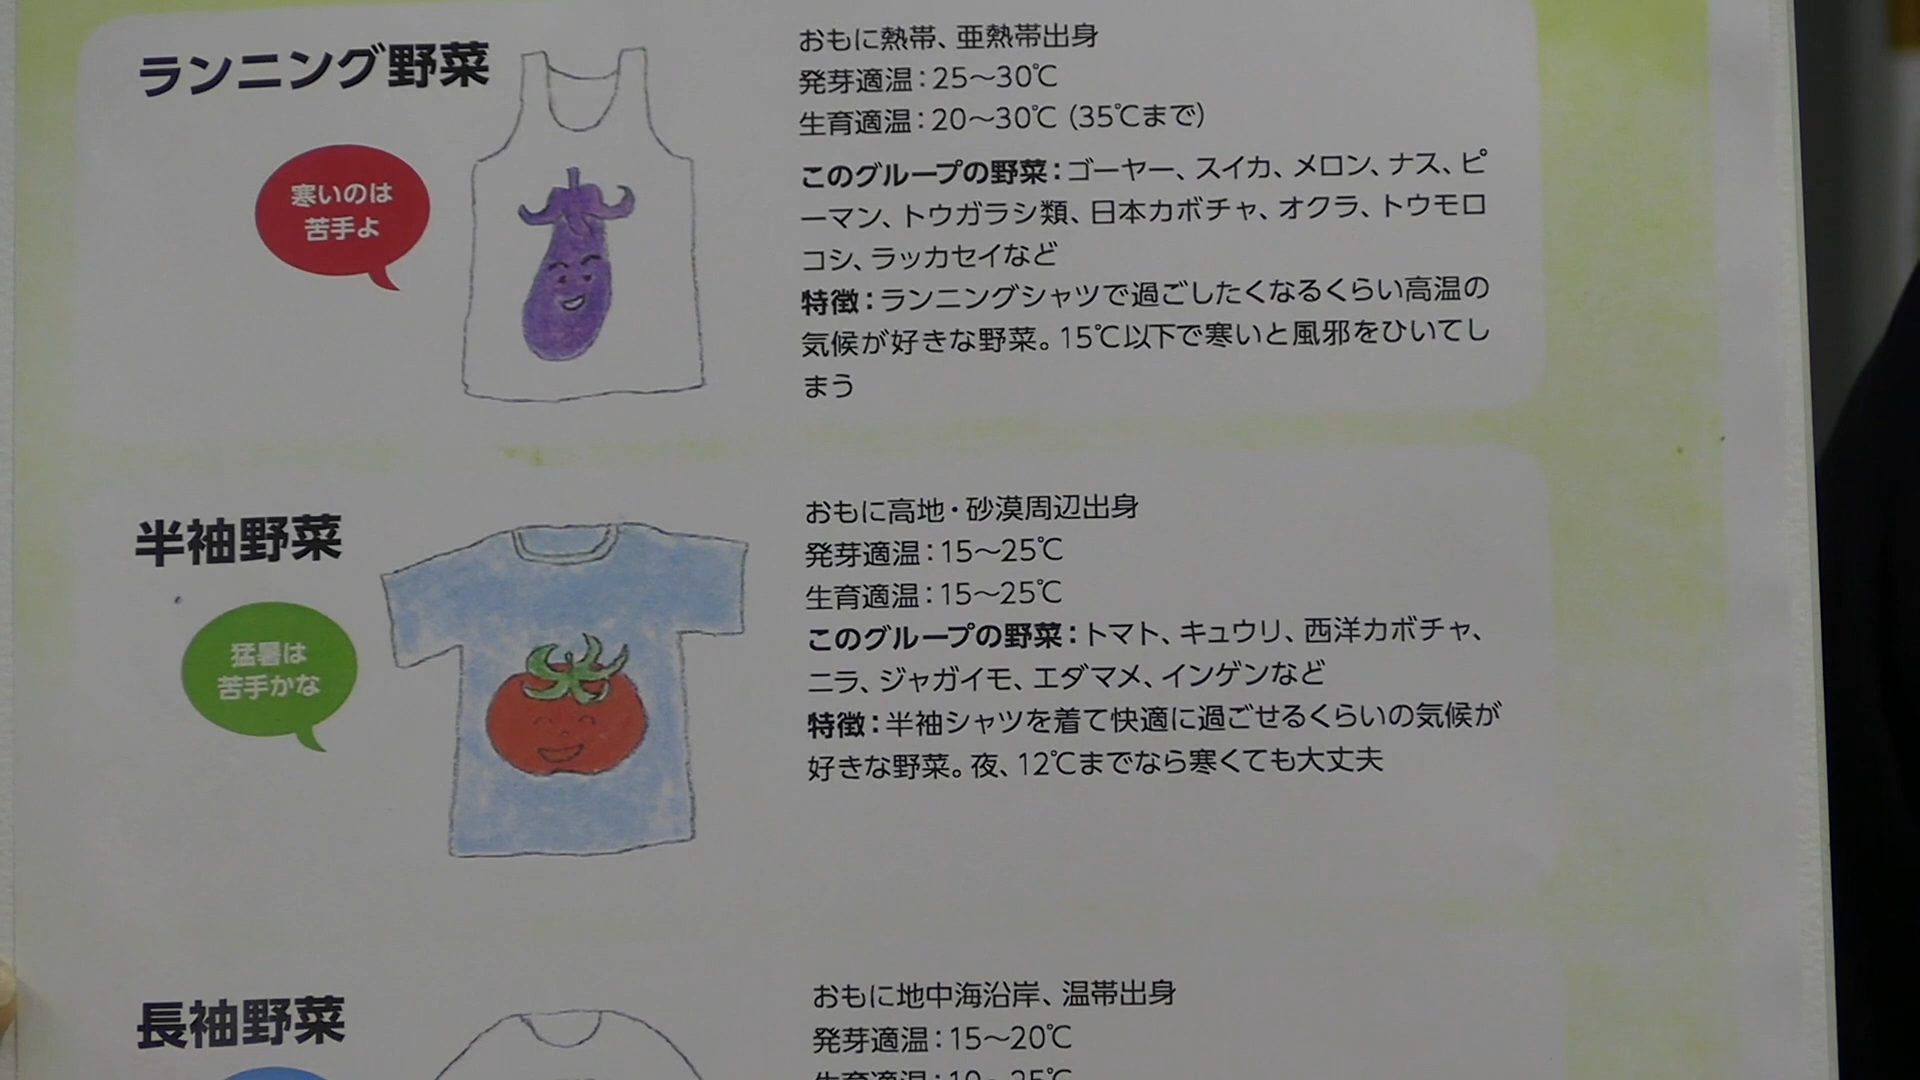 ランニング野菜
寒いのは
苦手よ
おもに熱帯、亜熱帯出身
発芽適温：25～30℃
生育適温：20～30℃ (35℃まで)
このグループの野菜：ゴーヤー、スイカ、メロン、ナス、ピ
ーマン、トウガラシ類、日本カボチャ、オクラ、トウモロ
コシ、ラッカセイなど
特徴：ランニングシャツで過ごしたくなるくらい高温の
気候が好きな野菜。15℃以下で寒いと風邪をひいてし
まう
半袖野菜
猛暑は
苦手かな
おもに高地・砂漠周辺出身
発芽適温：15～25℃
生育適温：15～25℃
このグループの野菜：トマト、キュウリ、西洋カボチャ、
ニラ、ジャガイモ、エダマメ、インゲンなど
特徴：半袖シャツを着て快適に過ごせるくらいの気候が
好きな野菜。夜、12℃までなら寒くても大丈夫
長袖野菜
おもに地中海沿岸、温帯出身
発芽適温：15～20℃